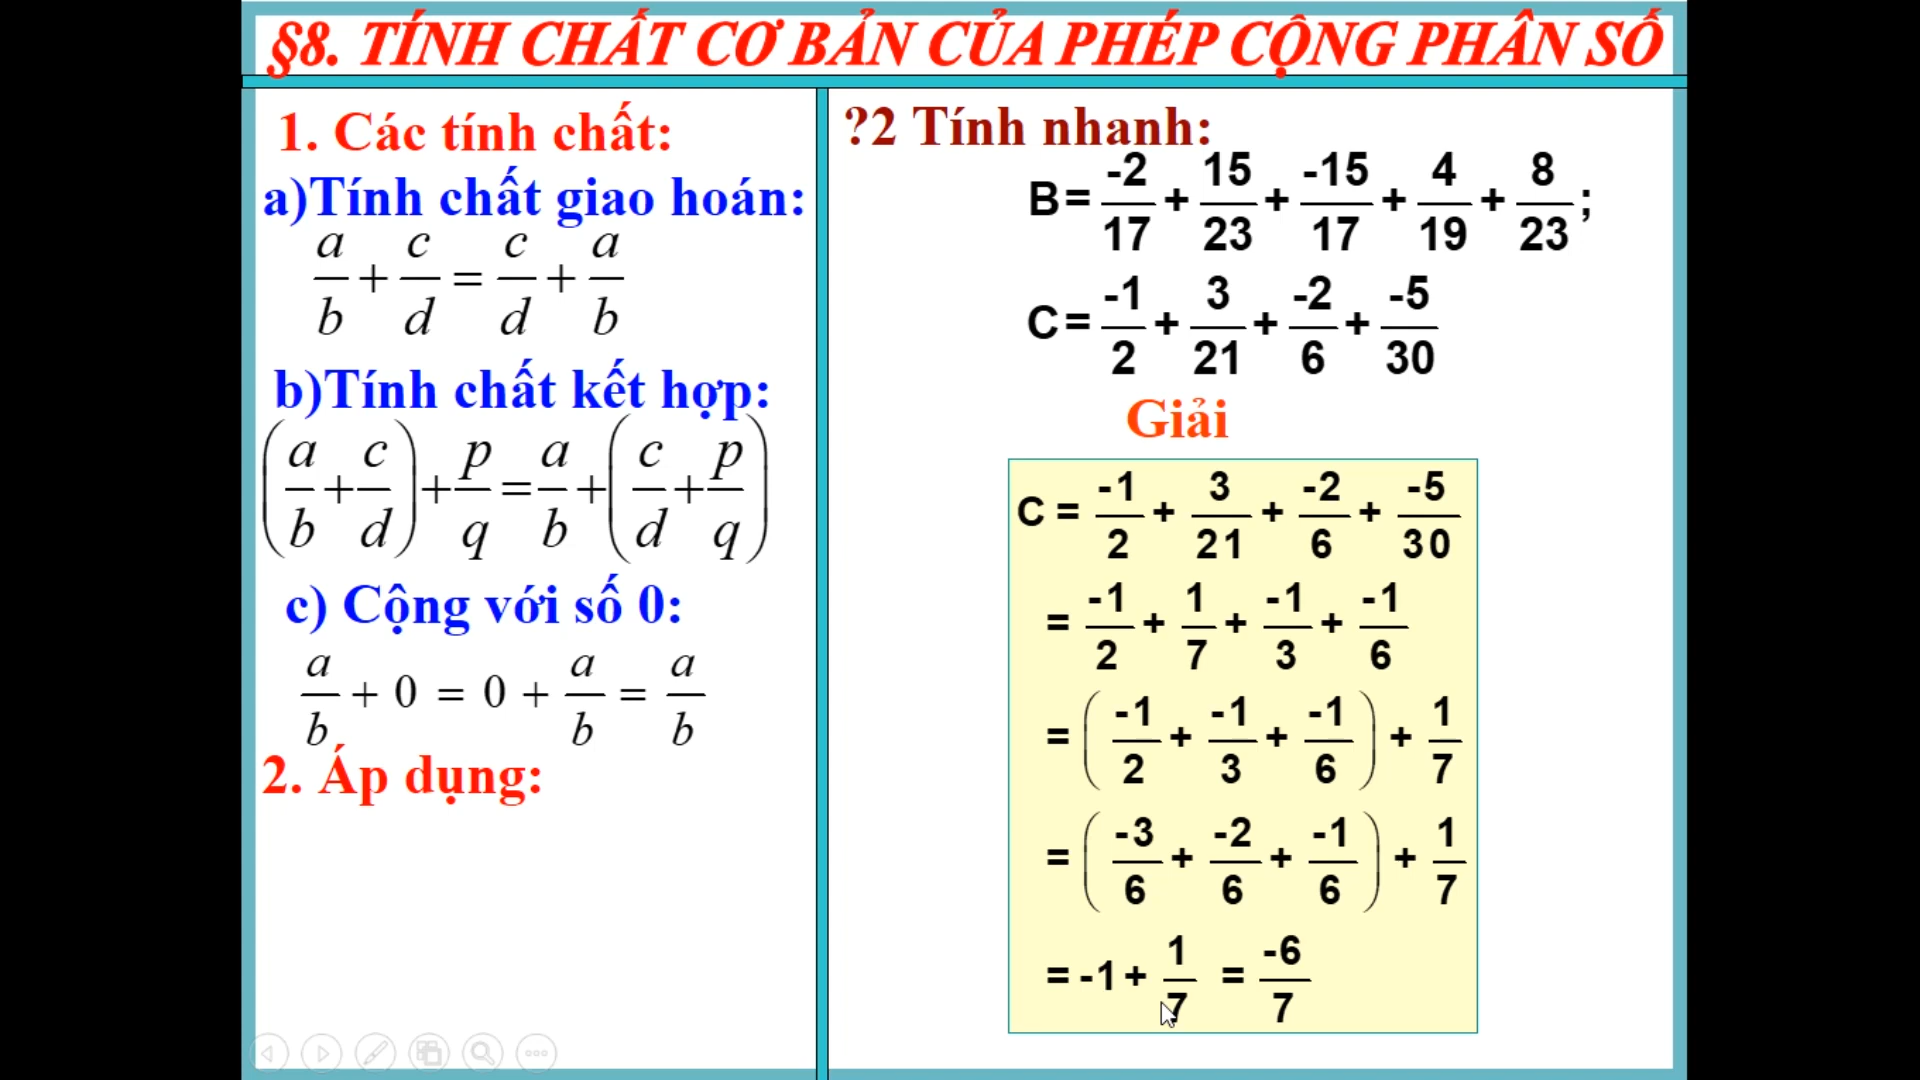 §8. TÍNH CHẤT CƠ BẢN CỦA PHÉP CỘNG PHÂN SỐ
1. Các tính chất:
a)Tính chất giao hoán:
a/b + c/d = c/d + a/b
b)Tính chất kết hợp:
(a/b + c/d) + p/q = a/b + (c/d + p/q)
c) Cộng với số 0:
a/b + 0 = 0 + a/b = a/b
2. Áp dụng:
?2 Tính nhanh:
B = -2/17 + 15/23 + -15/17 + 4/19 + 8/23;
C = -1/2 + 3/21 + -2/6 + -5/30
Giải
C = -1/2 + 3/21 + -2/6 + -5/30
= -1/2 + 1/7 + -1/3 + -1/6
= (-1/2 + -1/3 + -1/6) + 1/7
= (-3/6 + -2/6 + -1/6) + 1/7
= -1 + 1/7 = -6/7